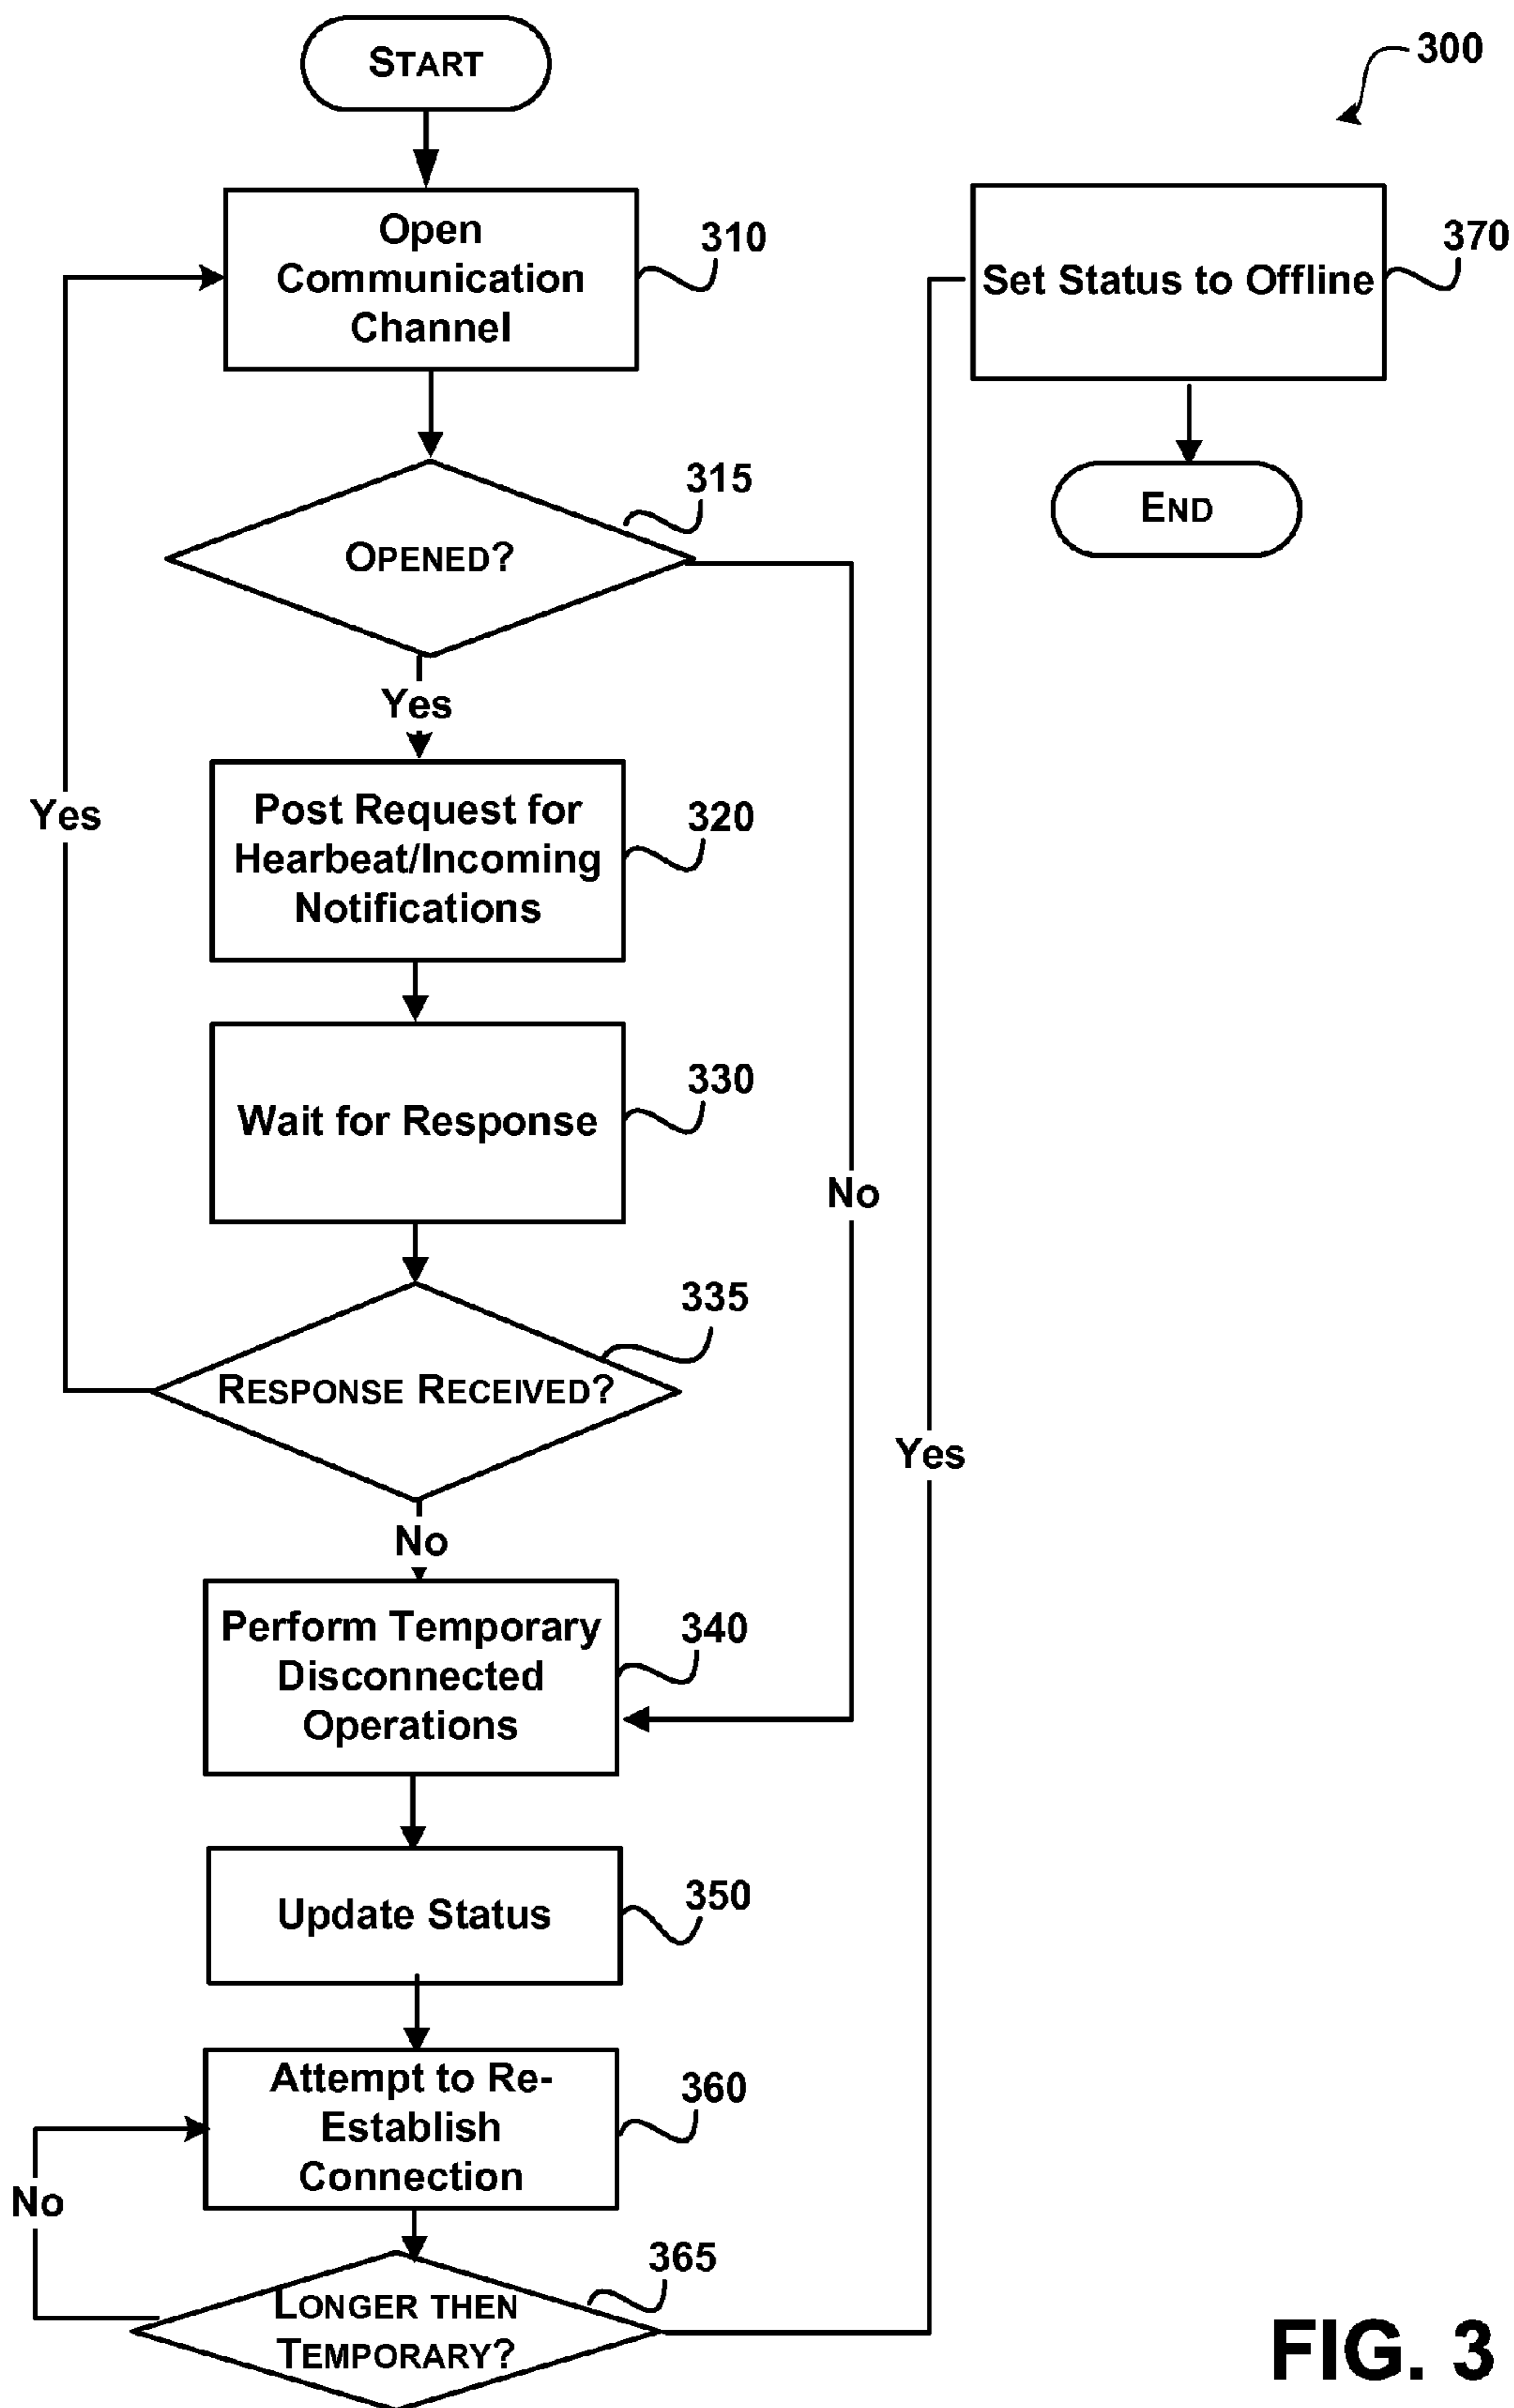 START
300
Open
Communication
Channel
310
Set Status to Offline
370
OPENED?
315
END
Yes
Post Request for
Hearbeat/Incoming
Notifications
320
Yes
Wait for Response
330
No
RESPONSE RECEIVED?
335
Yes
No
Perform Temporary
Disconnected
Operations
340
Update Status
350
Attempt to Re-
Establish
Connection
360
No
LONGER THEN
TEMPORARY?
365
FIG. 3